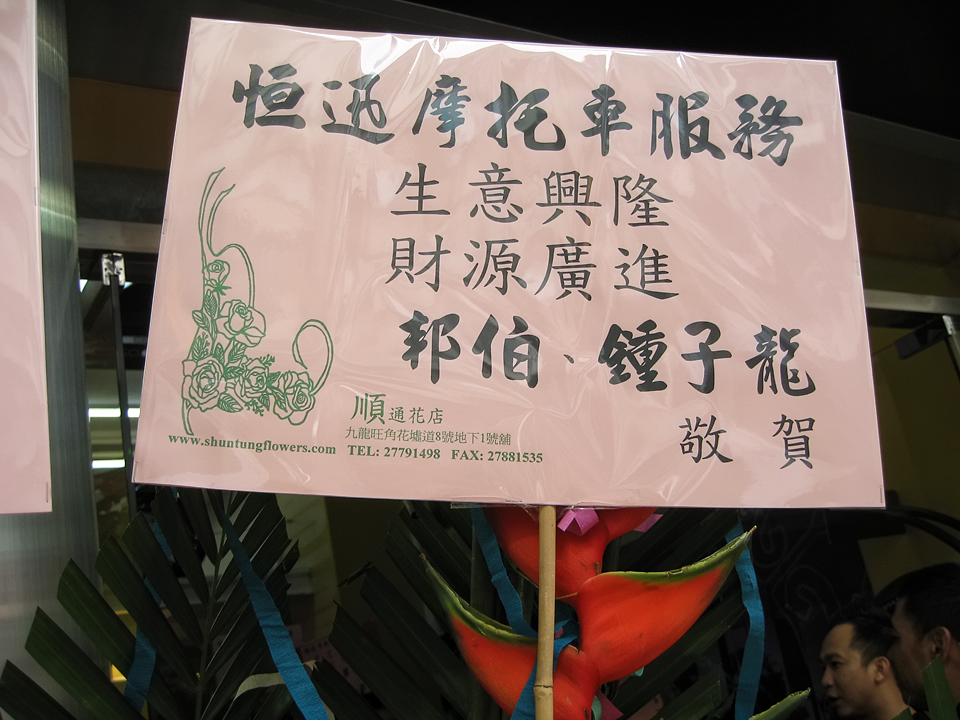 恒迅摩托車服務
生意興隆
財源廣進
邦伯、鍾子龍
敬賀
順通花店
九龍旺角花墟道8號地下1號舖
www.shuntungflowers.com TEL: 27791498 FAX: 27881535